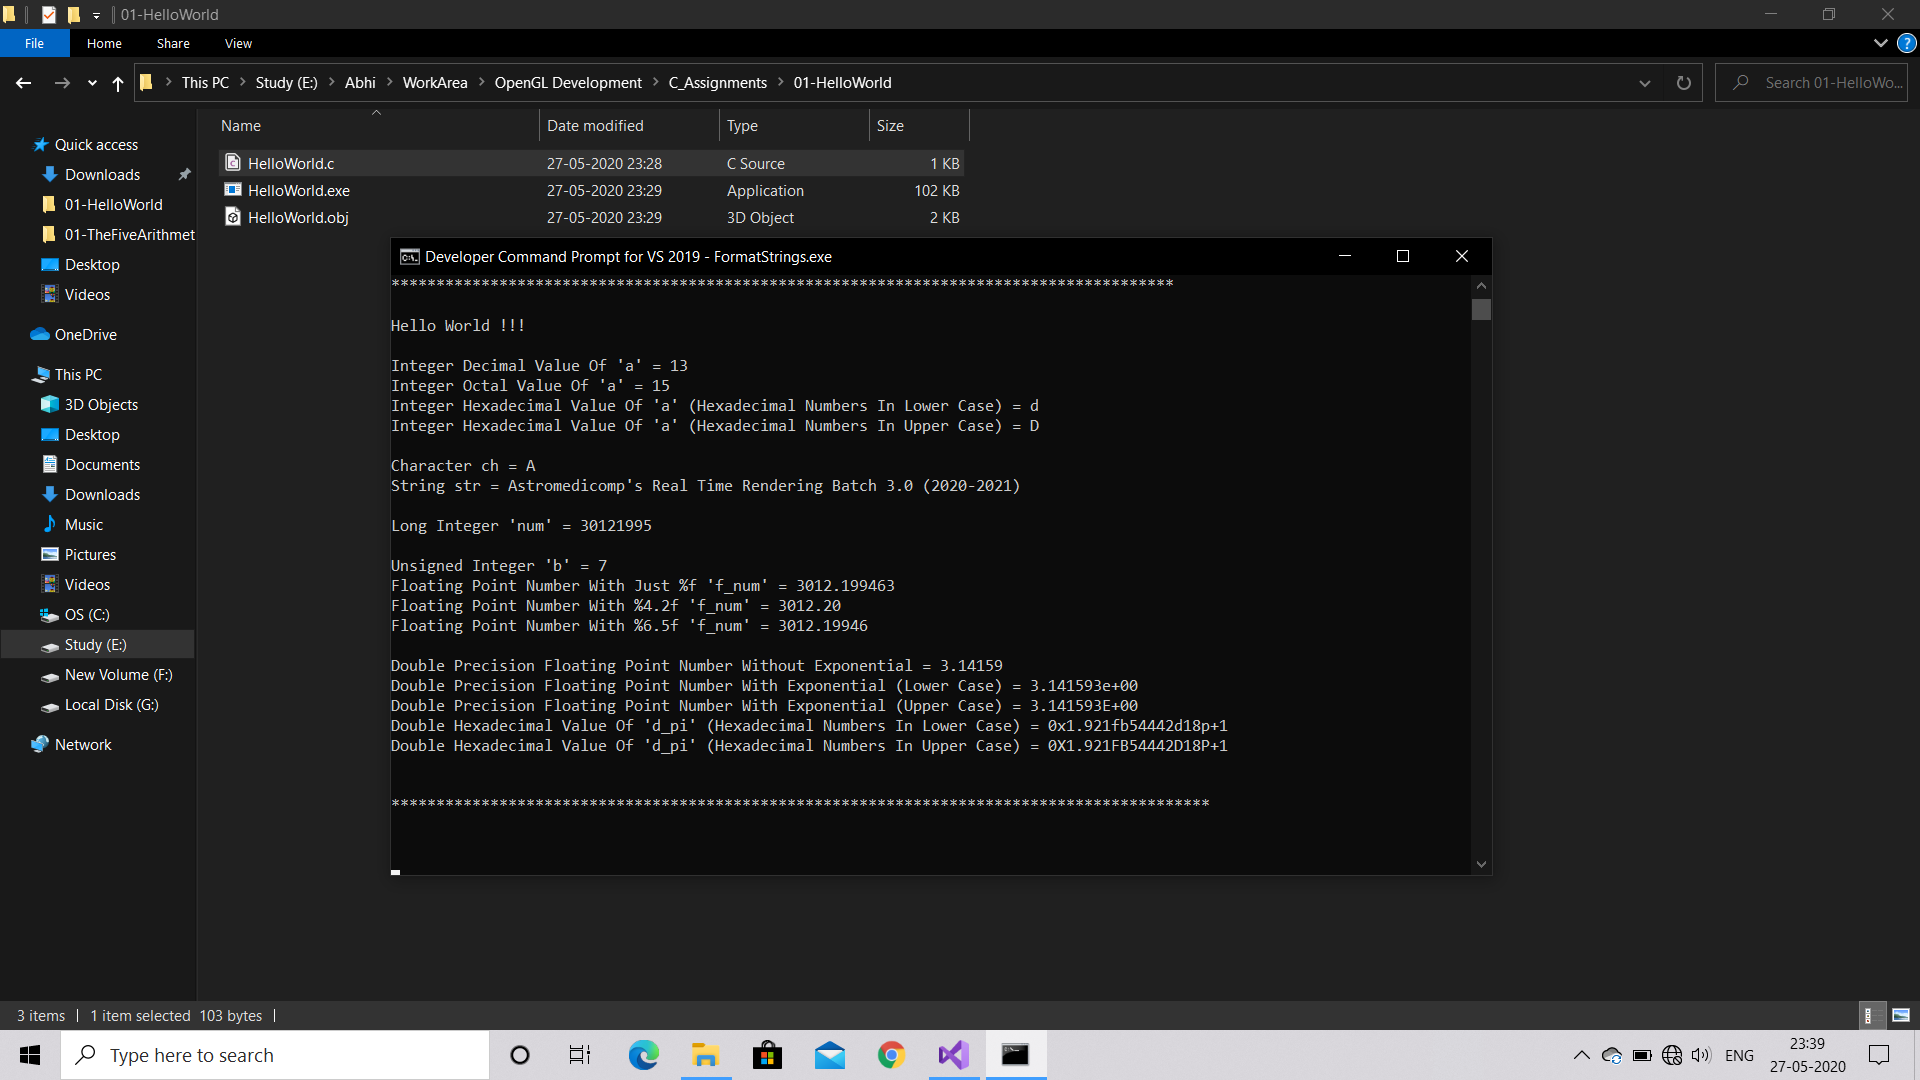 01-HelloWorld
File Home Share View
This PC Study (E:) Abhi WorkArea OpenGL Development C_Assignments 01-HelloWorld
Search 01-HelloWo...
Name Date modified Type Size
HelloWorld.c 27-05-2020 23:28 C Source 1 KB
HelloWorld.exe 27-05-2020 23:29 Application 102 KB
HelloWorld.obj 27-05-2020 23:29 3D Object 2 KB
Quick access
Downloads
01-HelloWorld
01-TheFiveArithmet
Desktop
Videos
OneDrive
This PC
3D Objects
Desktop
Documents
Downloads
Music
Pictures
Videos
OS (C:)
Study (E:)
New Volume (F:)
Local Disk (G:)
Network
Developer Command Prompt for VS 2019 - FormatStrings.exe
***************************************************************************************
Hello World !!!
Integer Decimal Value Of 'a' = 13
Integer Octal Value Of 'a' = 15
Integer Hexadecimal Value Of 'a' (Hexadecimal Numbers In Lower Case) = d
Integer Hexadecimal Value Of 'a' (Hexadecimal Numbers In Upper Case) = D
Character ch = A
String str = Astromedicomp's Real Time Rendering Batch 3.0 (2020-2021)
Long Integer 'num' = 30121995
Unsigned Integer 'b' = 7
Floating Point Number With Just %f 'f_num' = 3012.199463
Floating Point Number With %4.2f 'f_num' = 3012.20
Floating Point Number With %6.5f 'f_num' = 3012.19946
Double Precision Floating Point Number Without Exponential = 3.14159
Double Precision Floating Point Number With Exponential (Lower Case) = 3.141593e+00
Double Precision Floating Point Number With Exponential (Upper Case) = 3.141593E+00
Double Hexadecimal Value Of 'd_pi' (Hexadecimal Numbers In Lower Case) = 0x1.921fb54442d18p+1
Double Hexadecimal Value Of 'd_pi' (Hexadecimal Numbers In Upper Case) = 0X1.921FB54442D18P+1
*******************************************************************************************
3 items 1 item selected 103 bytes
Type here to search
ENG
23:39
27-05-2020